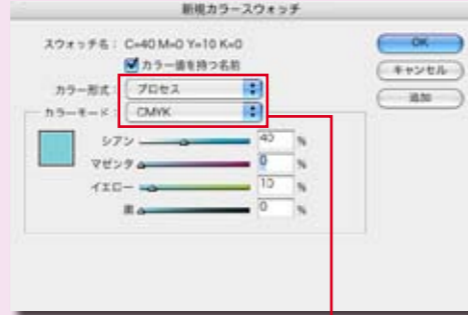 新規カラースウォッチ
スウォッチ名： C=40 M=0 Y=10 K=0
OK
カラー値を持つ名前
キャンセル
カラー形式： プロセス
追加
カラーモード： CMYK
シアン 40 %
マゼンタ 0 %
イエロー 10 %
黒 0 %